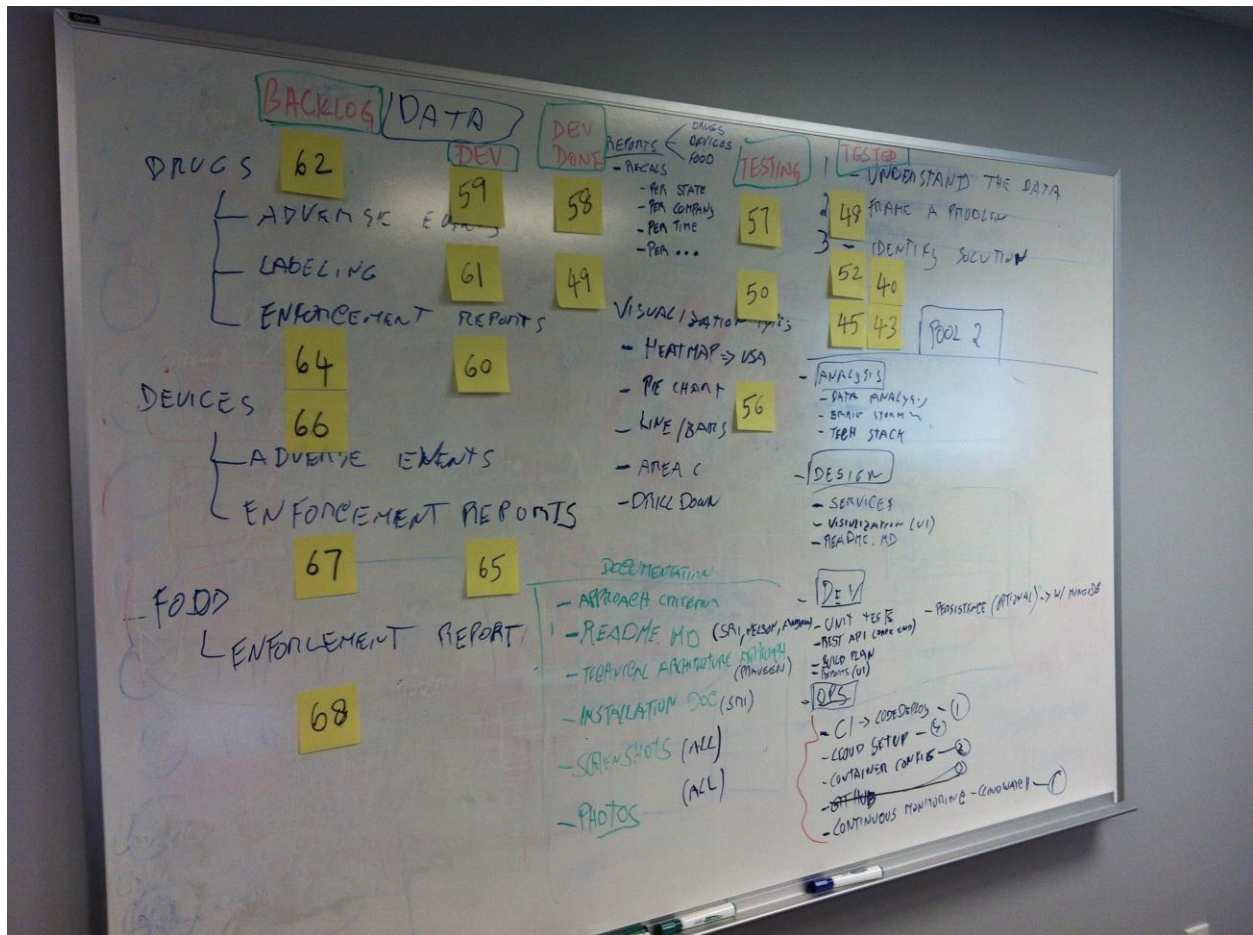 BACKLOG
DATA
DRUGS
62
ADVERSE
LABELING
ENFORCEMENT REPORTS
64
DEVICES
66
ADVERSE EVENTS
ENFORCEMENT REPORTS
67
FOOD
ENFORCEMENT REPORT
68
DEV
59
61
60
65
DEV
DONE
58
49
REPORTS
DRUGS
DEVICES
FOOD
- PER STATE
- PER COMPANY
- PER TIME
- PER ...
VISUALIZATION
- HEATMAP => USA
- PIE CHART
- LINE/BARS
- AREA C
- DRILL DOWN
TESTING
57
50
56
TESTED
1 - UNDERSTAND THE DATA
2 48 FRAME A PROBLEM
3 - IDENTIFY SOLUTION
52 40
45 43
POOL 2
- ANALYSIS
- DATA ANALYSIS
- BRAIN STORM
- TECH STACK
- DESIGN
- SERVICES
(UI)
- README.MD
- DEV
- UNIT TESTS
- PERSISTENCE (OPTIONAL) -> W/
- REST API
- BUILD PLAN
- REPORTS (UI)
- OPS
- CI -> CODEDEPLOY - 1
- CLOUD SETUP - 4
- CONTAINER CONFIG - 2
- CONTINUOUS MONITORING
DOCUMENTATION
- APPROACH CRITERIA
- README.MD (SRI, NELSON,
- TECHNICAL ARCHITECTURE
(PRAVEEN)
- INSTALLATION DOC (SRI)
- SCREENSHOTS (ALL)
- PHOTOS (ALL)